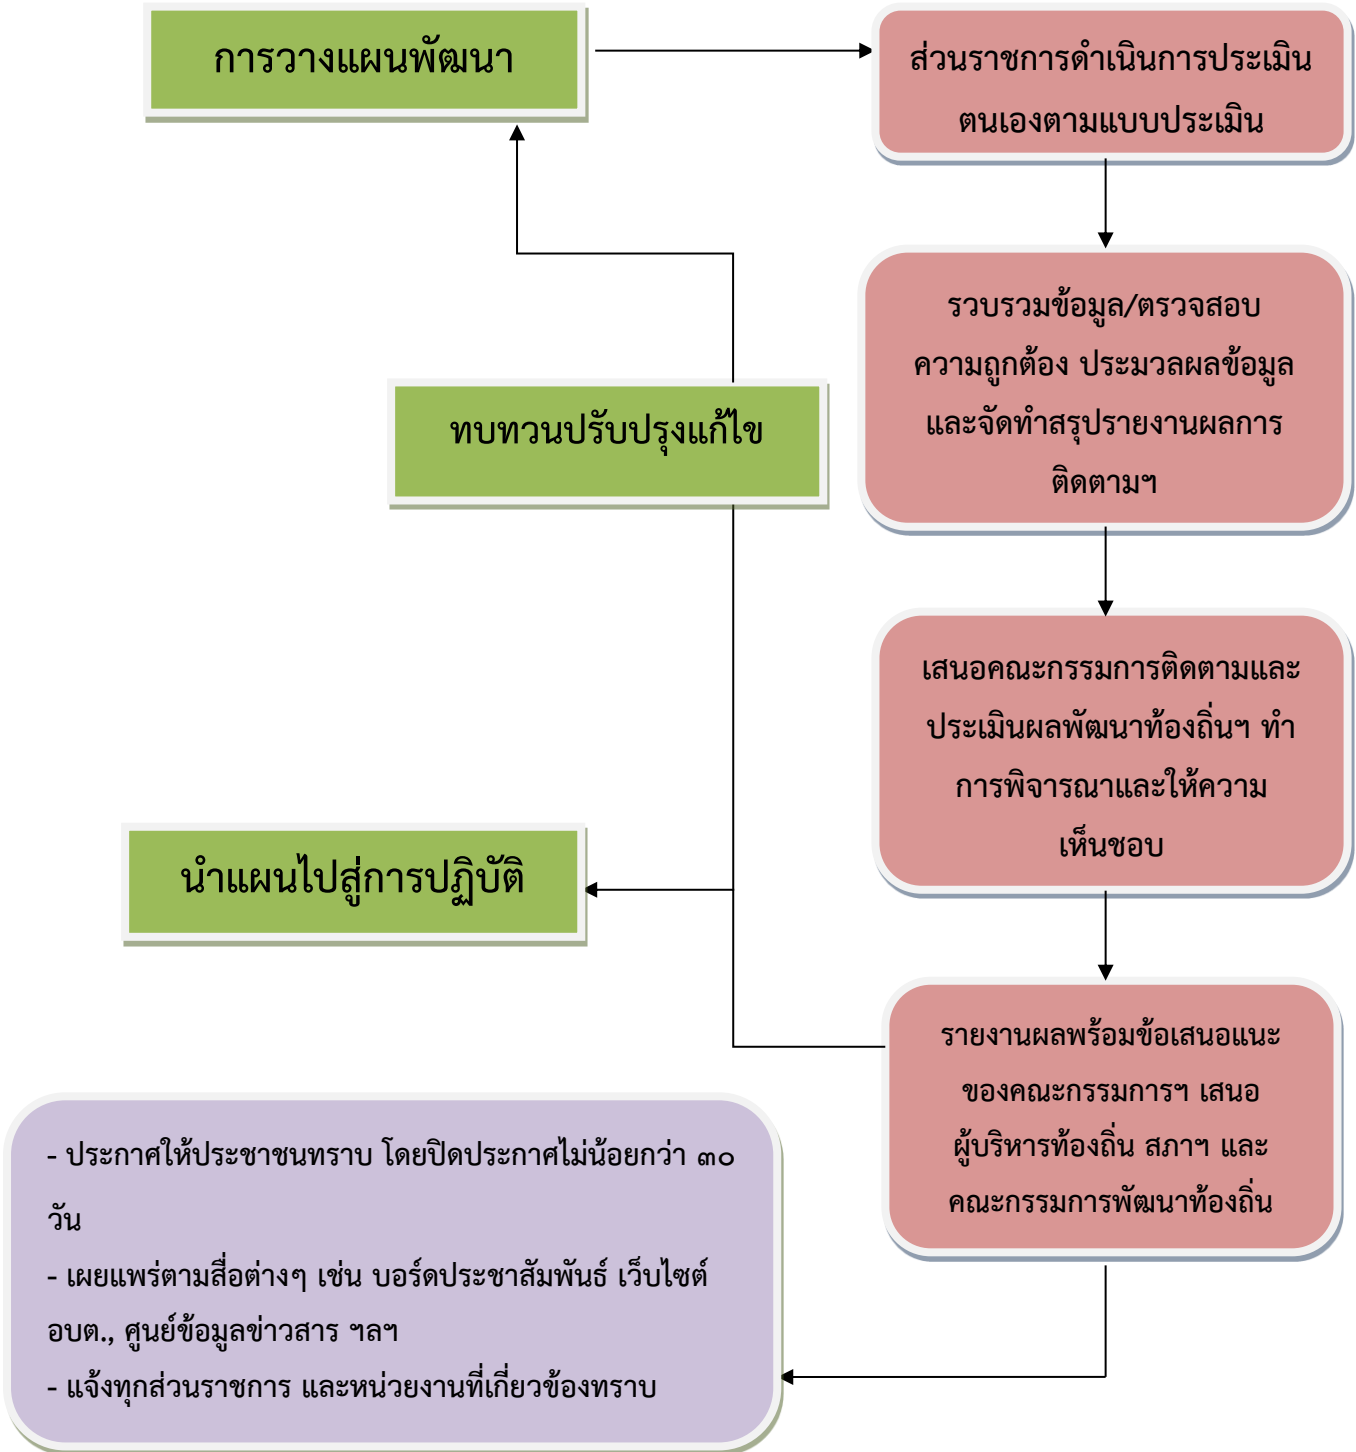 การวางแผนพัฒนา
ส่วนราชการดำเนินการประเมิน
ตนเองตามแบบประเมิน
รวบรวมข้อมูล/ตรวจสอบ
ความถูกต้อง ประมวลผลข้อมูล
และจัดทำสรุปรายงานผลการ
ติดตามฯ
ทบทวนปรับปรุงแก้ไข
เสนอคณะกรรมการติดตามและ
ประเมินผลพัฒนาท้องถิ่นฯ ทำ
การพิจารณาและให้ความ
เห็นชอบ
นำแผนไปสู่การปฏิบัติ
รายงานผลพร้อมข้อเสนอแนะ
ของคณะกรรมการฯ เสนอ
ผู้บริหารท้องถิ่น สภาฯ และ
คณะกรรมการพัฒนาท้องถิ่น
- ประกาศให้ประชาชนทราบ โดยปิดประกาศไม่น้อยกว่า ๓๐
วัน
- เผยแพร่ตามสื่อต่างๆ เช่น บอร์ดประชาสัมพันธ์ เว็บไซต์
อบต., ศูนย์ข้อมูลข่าวสาร ฯลฯ
- แจ้งทุกส่วนราชการ และหน่วยงานที่เกี่ยวข้องทราบ